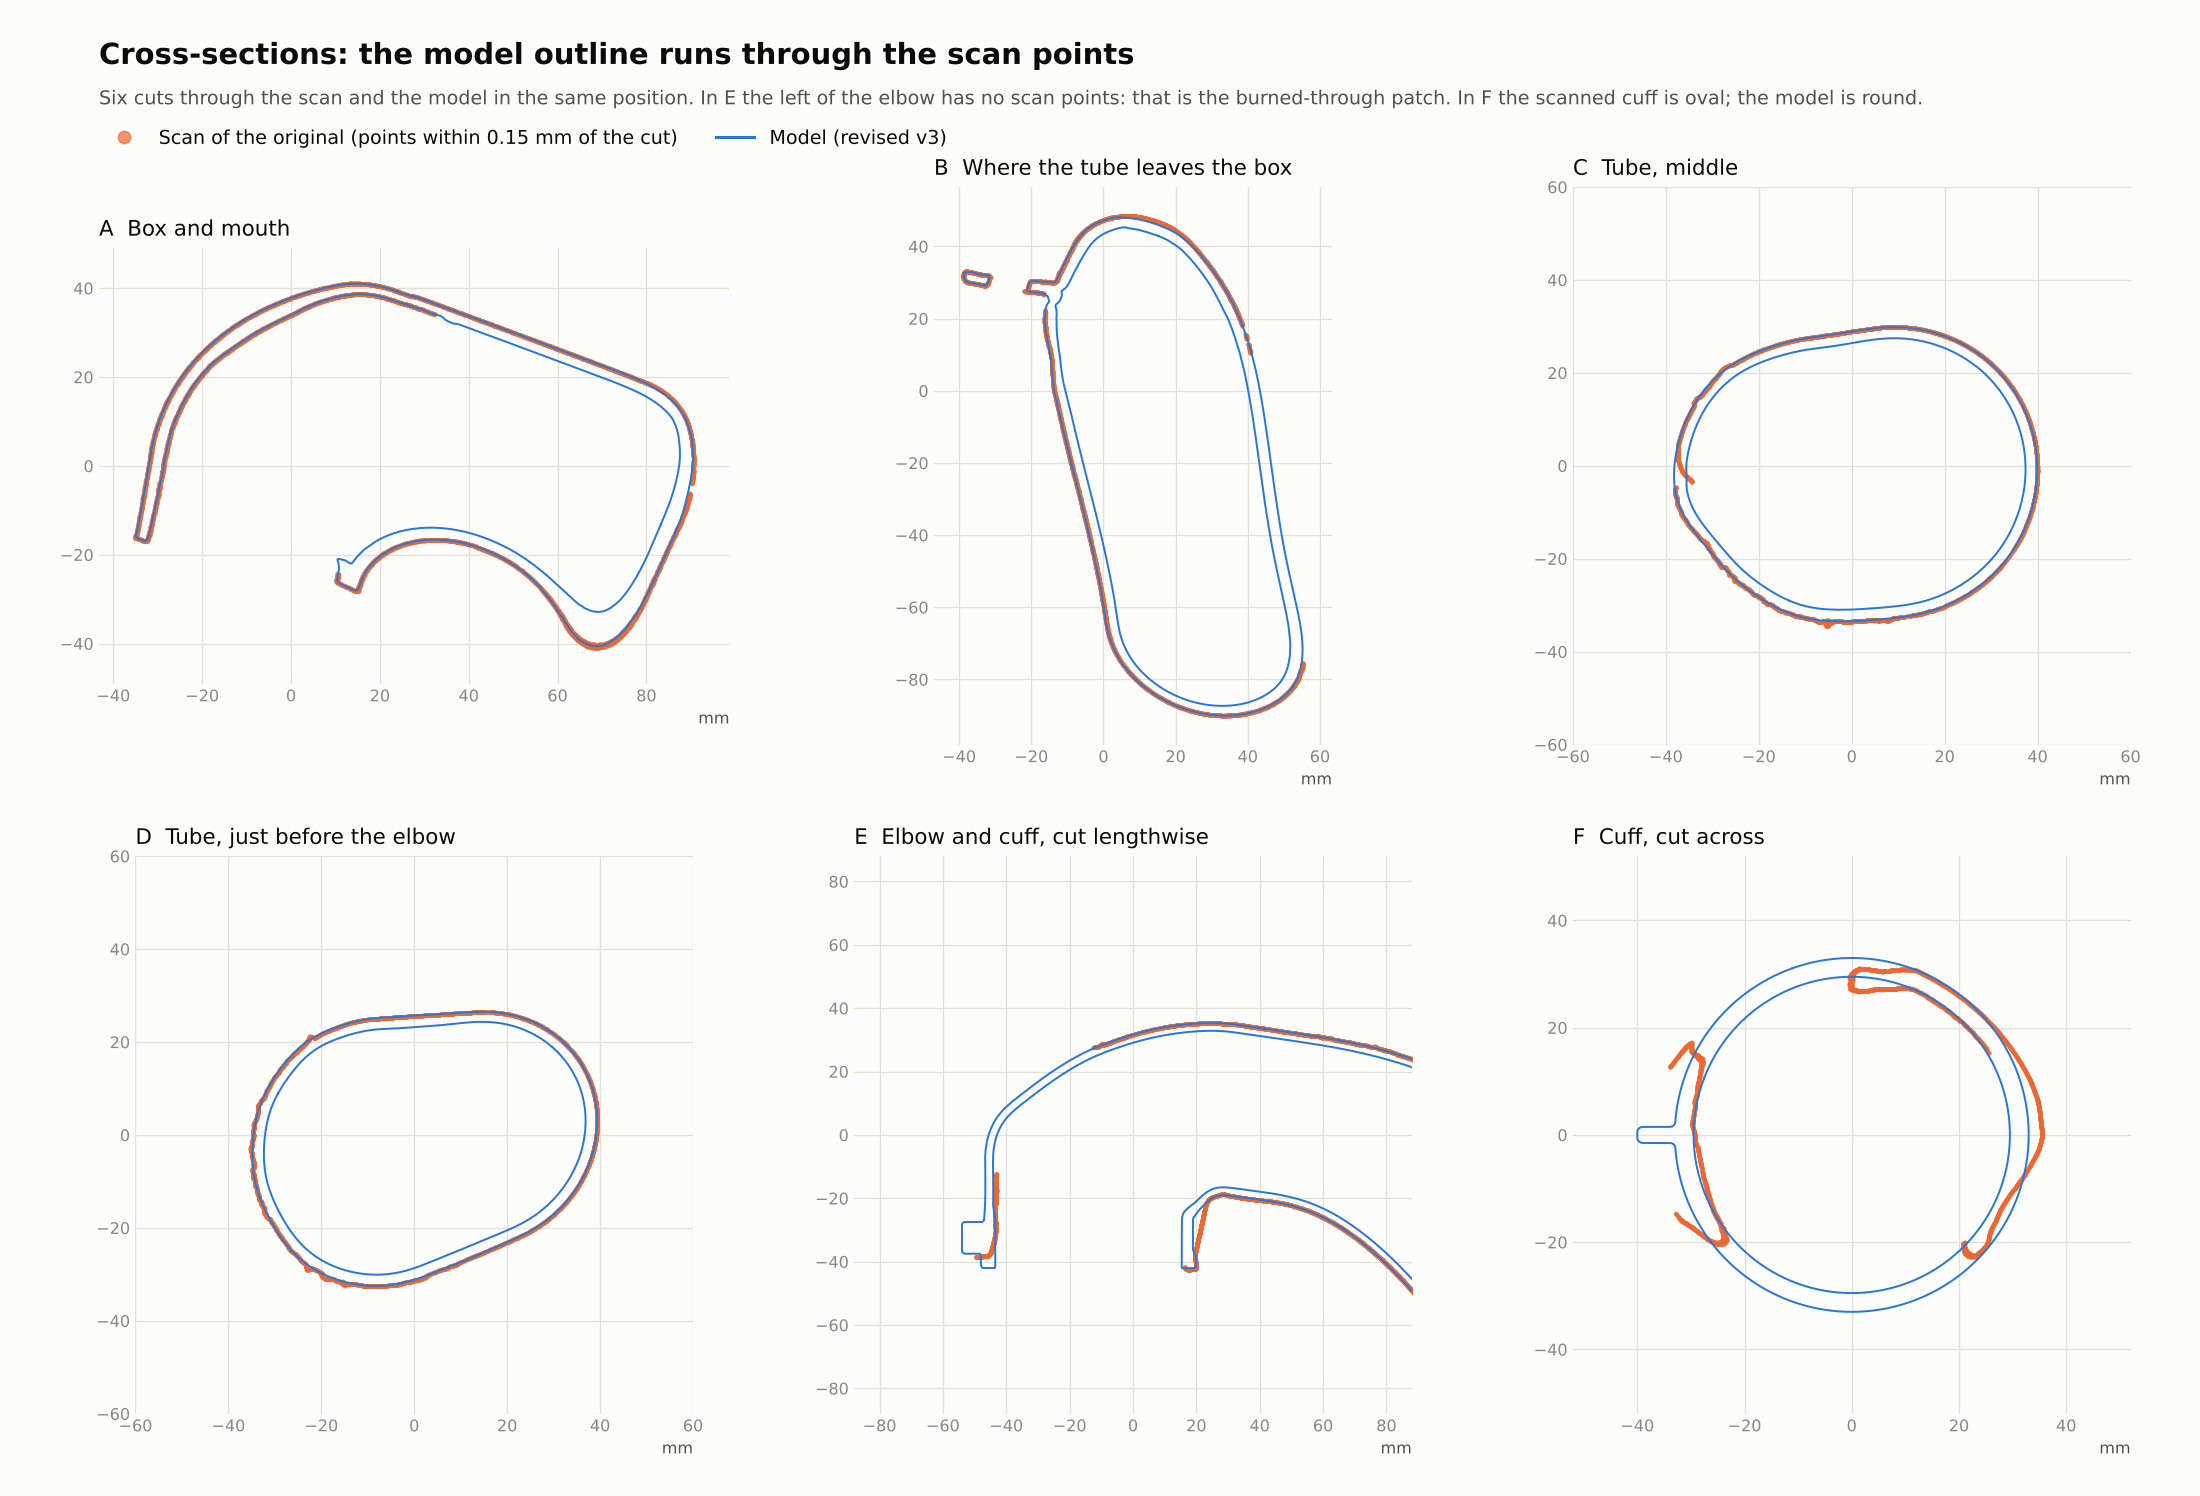 Cross-sections: the model outline runs through the scan points
Six cuts through the scan and the model in the same position. In E the left of the elbow has no scan points: that is the burned-through patch. In F the scanned cuff is oval; the model is round.
Scan of the original (points within 0.15 mm of the cut)
Model (revised v3)
A Box and mouth
40
20
0
−20
−40
−40 −20 0 20 40 60 80
mm
B Where the tube leaves the box
40
20
0
−20
−40
−60
−80
−40 −20 0 20 40 60
mm
C Tube, middle
60
40
20
0
−20
−40
−60
−60 −40 −20 0 20 40 60
mm
D Tube, just before the elbow
60
40
20
0
−20
−40
−60
−60 −40 −20 0 20 40 60
mm
E Elbow and cuff, cut lengthwise
80
60
40
20
0
−20
−40
−60
−80
−80 −60 −40 −20 0 20 40 60 80
mm
F Cuff, cut across
40
20
0
−20
−40
−40 −20 0 20 40
mm